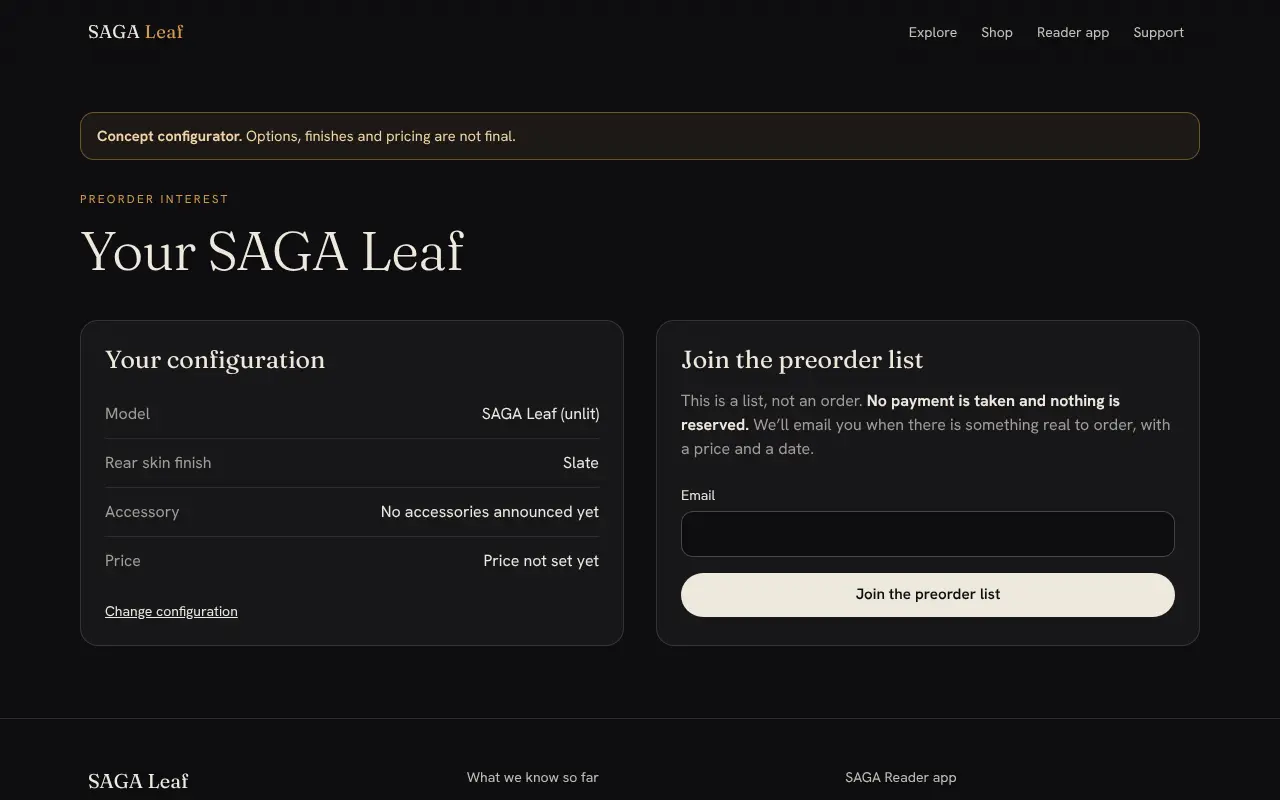 SAGA Leaf
Explore Shop Reader app Support
Concept configurator. Options, finishes and pricing are not final.
PREORDER INTEREST
Your SAGA Leaf
Your configuration
Model SAGA Leaf (unlit)
Rear skin finish Slate
Accessory No accessories announced yet
Price Price not set yet
Change configuration
Join the preorder list
This is a list, not an order. No payment is taken and nothing is
reserved. We’ll email you when there is something real to order, with
a price and a date.
Email
Join the preorder list
SAGA Leaf
What we know so far
SAGA Reader app